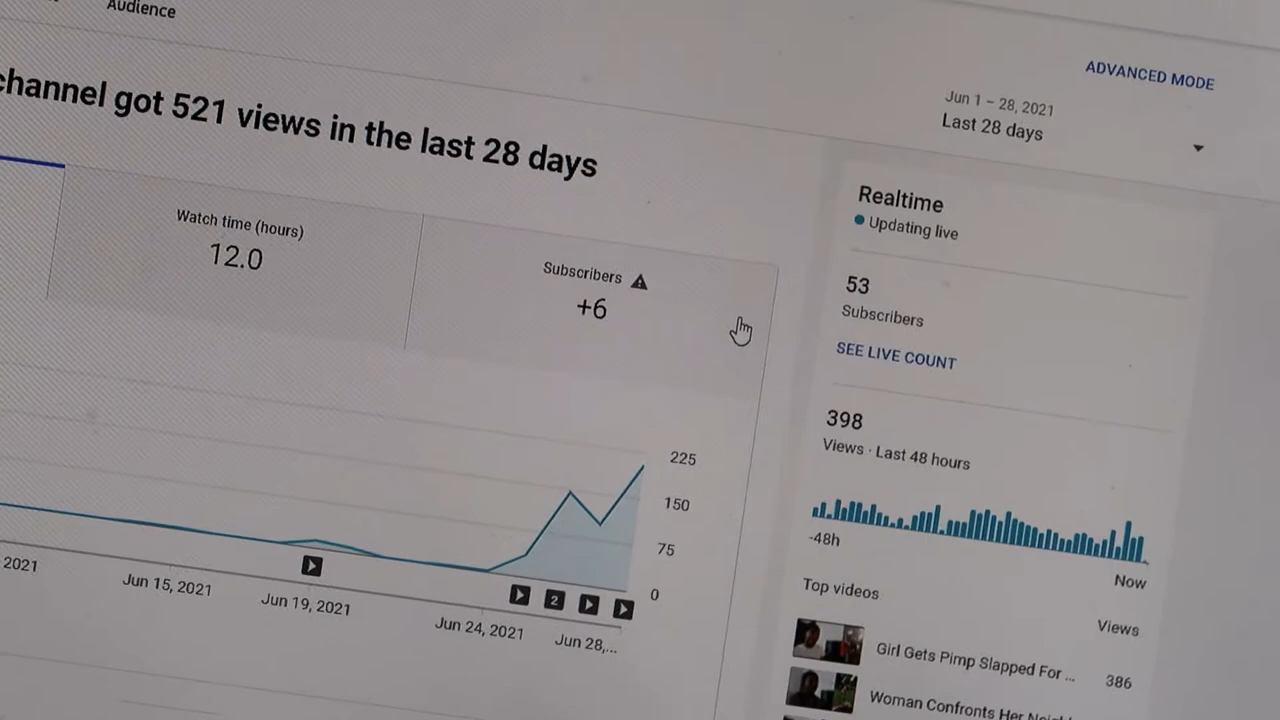 Audience
ADVANCED MODE
Jun 1 – 28, 2021
Last 28 days
channel got 521 views in the last 28 days
Realtime
Updating live
Watch time (hours)
12.0
Subscribers
+6
53
Subscribers
SEE LIVE COUNT
398
Views · Last 48 hours
225
150
75
0
-48h
Now
2021
Jun 15, 2021
Jun 19, 2021
Jun 24, 2021
Jun 28,...
2
Top videos
Views
Girl Gets Pimp Slapped For ...
386
Woman Confronts Her